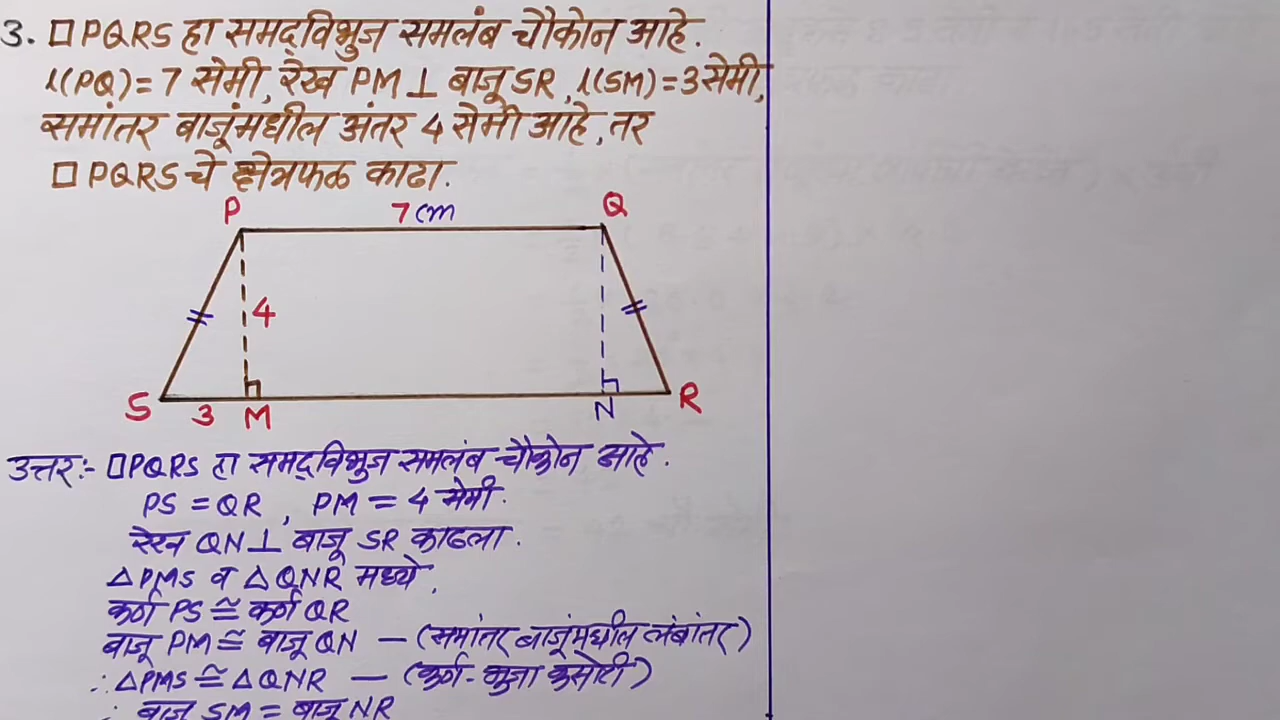 3. □PQRS हा समद्विभुज समलंब चौकोन आहे.
l(PQ) = 7 सेमी, रेख PM ⊥ बाजू SR, l(SM) = 3 सेमी,
समांतर बाजूंमधील अंतर 4 सेमी आहे, तर
□PQRS चे क्षेत्रफळ काढा.
P 7 cm Q
4
S 3 M N R
उत्तर:- □PQRS हा समद्विभुज समलंब चौकोन आहे.
PS = QR, PM = 4 सेमी.
रेख QN ⊥ बाजू SR काढला.
△PMS व △QNR मध्ये,
कर्ण PS ≅ कर्ण QR
बाजू PM ≅ बाजू QN — (समांतर बाजूंमधील लंबांतर)
∴ △PMS ≅ △QNR — (कर्ण-भुजा कसोटी)
∴ बाजू SM = बाजू NR